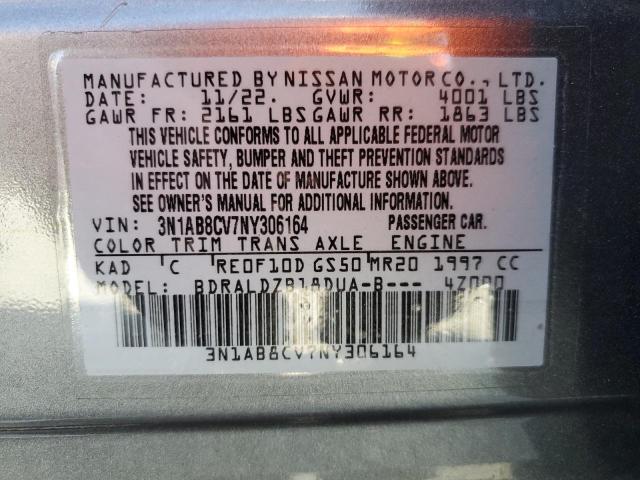 MANUFACTURED BY NISSAN MOTOR CO., LTD.
DATE: 11/22. GVWR: 4001 LBS
GAWR FR: 2161 LBS GAWR RR: 1863 LBS
THIS VEHICLE CONFORMS TO ALL APPLICABLE FEDERAL MOTOR
VEHICLE SAFETY, BUMPER AND THEFT PREVENTION STANDARDS
IN EFFECT ON THE DATE OF MANUFACTURE SHOWN ABOVE.
SEE OWNER'S MANUAL FOR ADDITIONAL INFORMATION.
VIN: 3N1AB8CV7NY306164 PASSENGER CAR.
COLOR TRIM TRANS AXLE ENGINE
KAD C RE0F10D GS50 MR20 1997 CC
MODEL BDRALDZB18DUA-B--- 4Z000
3N1AB8CV7NY306164